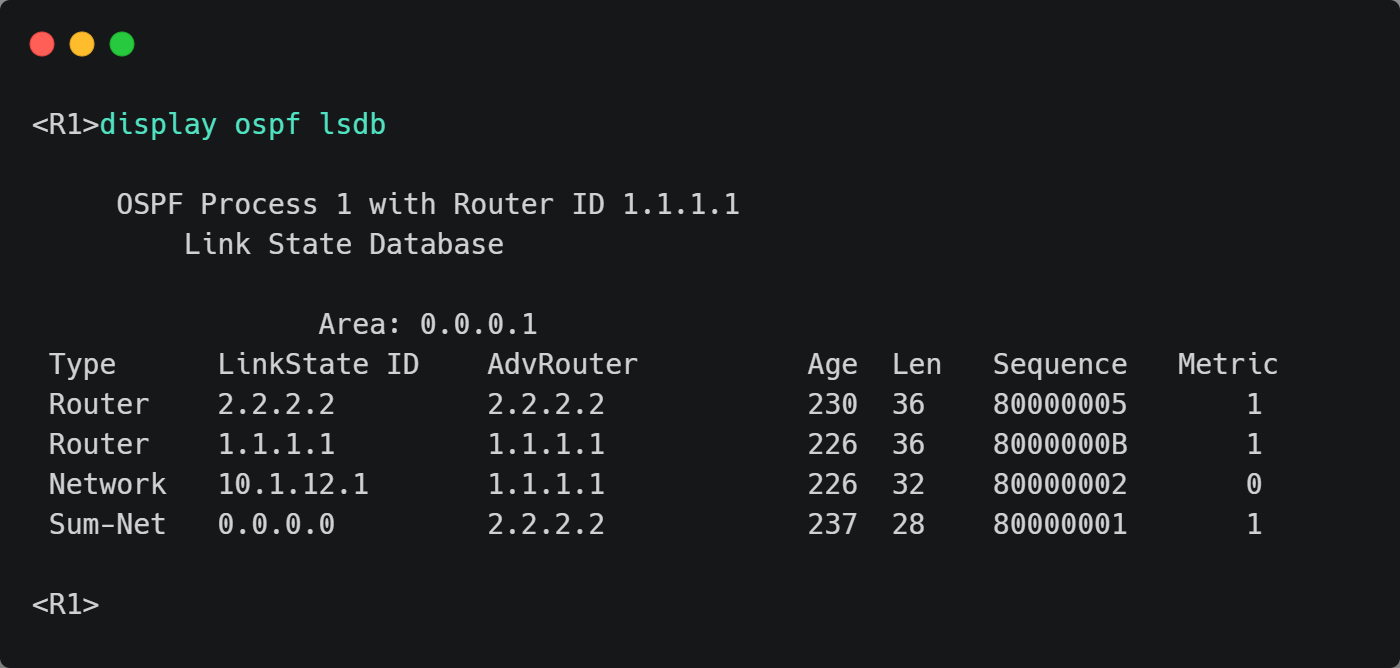 <R1>display ospf lsdb
OSPF Process 1 with Router ID 1.1.1.1
Link State Database
Area: 0.0.0.1
Type LinkState ID AdvRouter Age Len Sequence Metric
Router 2.2.2.2 2.2.2.2 230 36 80000005 1
Router 1.1.1.1 1.1.1.1 226 36 8000000B 1
Network 10.1.12.1 1.1.1.1 226 32 80000002 0
Sum-Net 0.0.0.0 2.2.2.2 237 28 80000001 1
<R1>